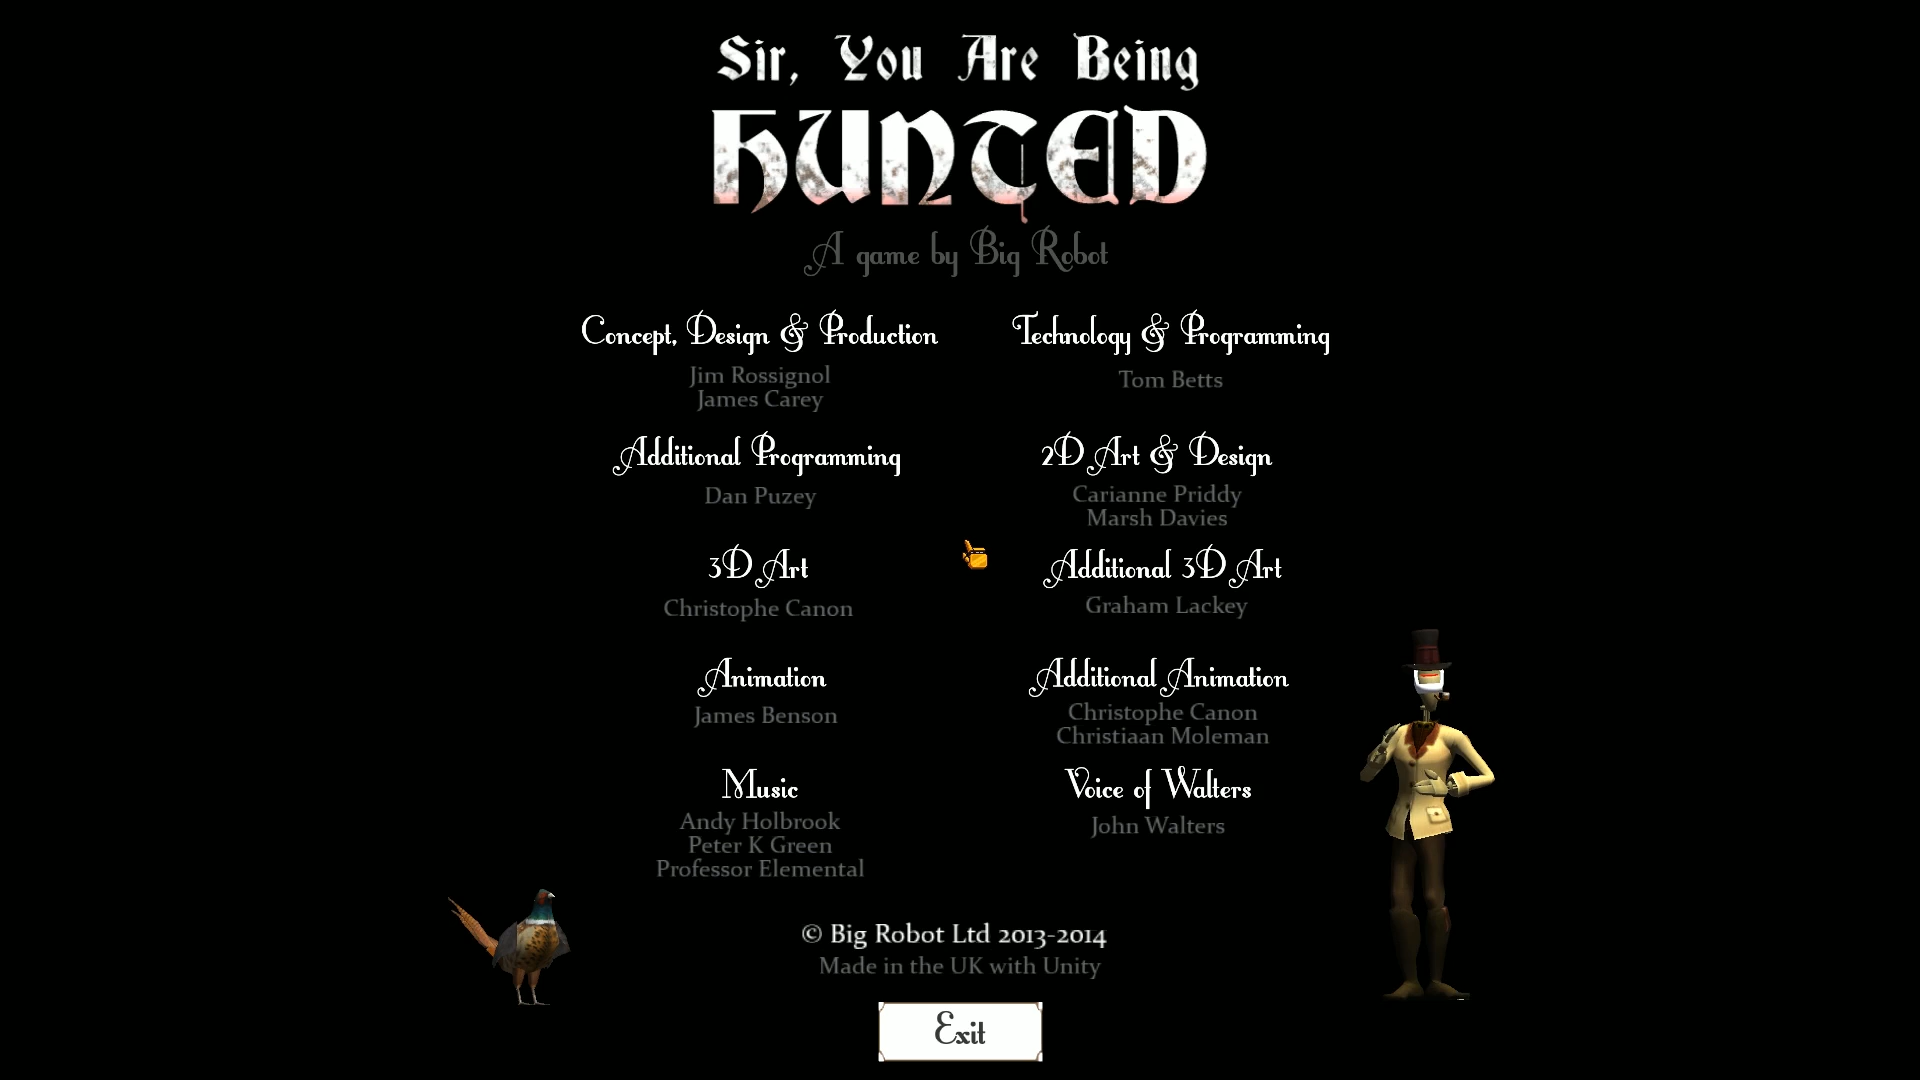 Sir, You Are Being
HUNTED
A game by Big Robot
Concept, Design & Production
Jim Rossignol
James Carey
Technology & Programming
Tom Betts
Additional Programming
Dan Puzey
2D Art & Design
Carianne Priddy
Marsh Davies
3D Art
Christophe Canon
Additional 3D Art
Graham Lackey
Animation
James Benson
Additional Animation
Christophe Canon
Christiaan Moleman
Music
Andy Holbrook
Peter K Green
Professor Elemental
Voice of Walters
John Walters
© Big Robot Ltd 2013-2014
Made in the UK with Unity
Exit